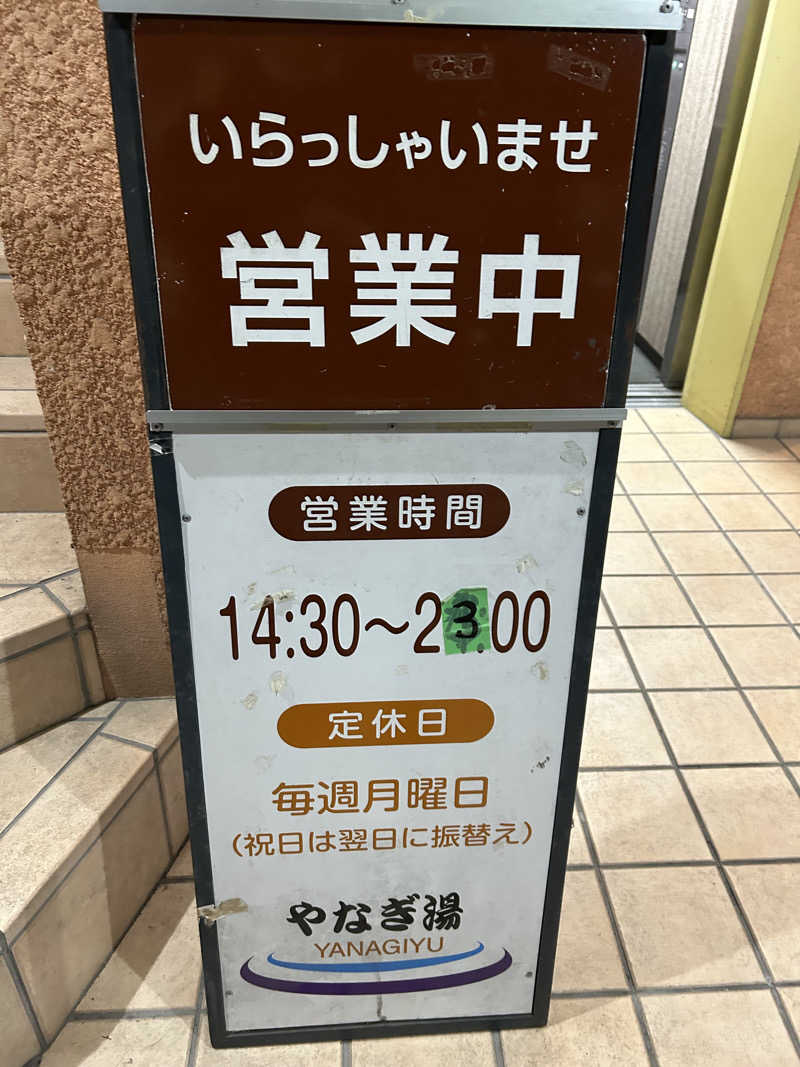 いらっしゃいませ
営業中
営業時間
14:30～23:00
定休日
毎週月曜日
(祝日は翌日に振替え)
やなぎ湯
YANAGIYU